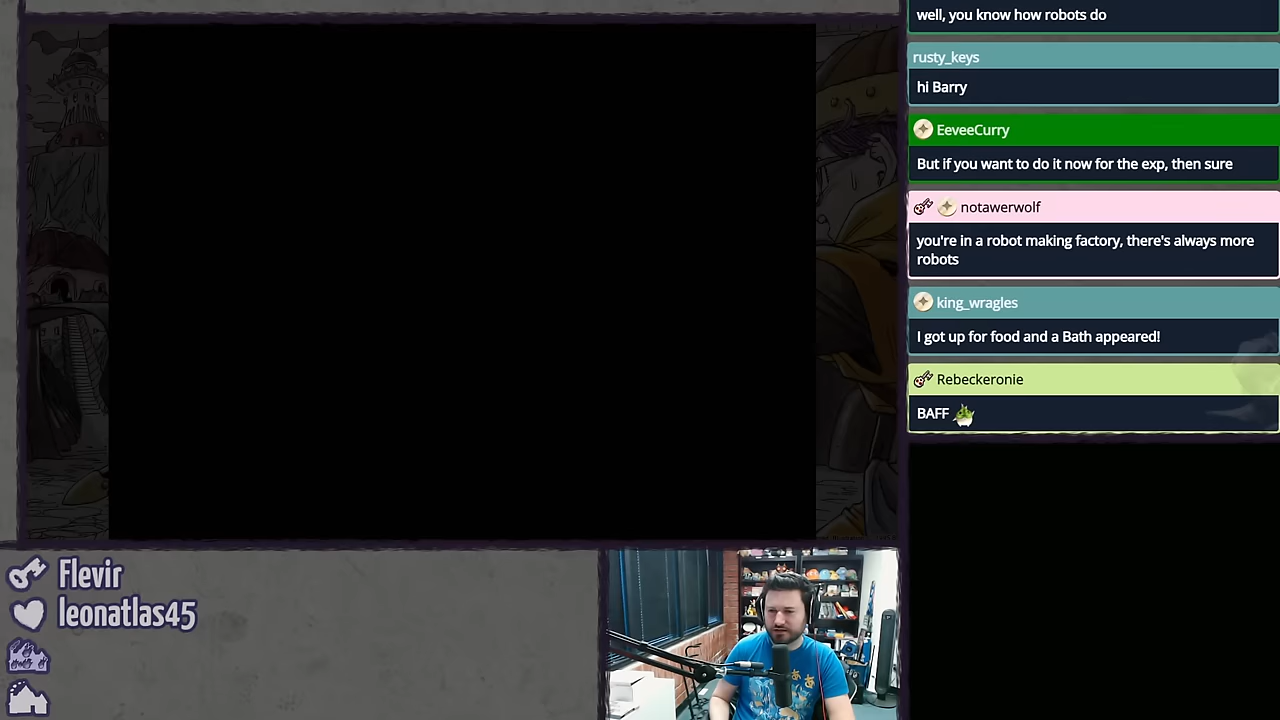 well, you know how robots do
rusty_keys
hi Barry
EeveeCurry
But if you want to do it now for the exp, then sure
notawerwolf
you're in a robot making factory, there's always more
robots
king_wragles
I got up for food and a Bath appeared!
Rebeckeronie
BAFF
Flevir
leonatlas45